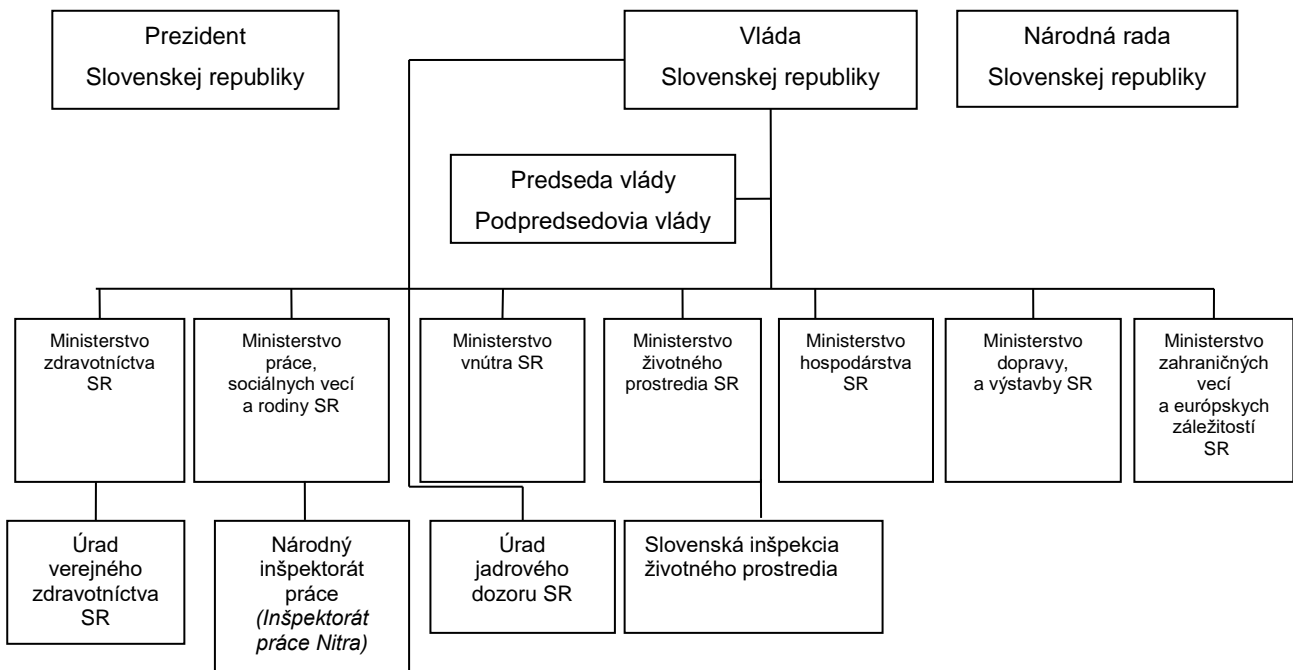 Prezident
Slovenskej republiky
Vláda
Slovenskej republiky
Národná rada
Slovenskej republiky
Predseda vlády
Podpredsedovia vlády
Ministerstvo
zdravotníctva
SR
Ministerstvo
práce,
sociálnych vecí
a rodiny SR
Ministerstvo
vnútra SR
Ministerstvo
životného
prostredia SR
Ministerstvo
hospodárstva
SR
Ministerstvo
dopravy,
a výstavby SR
Ministerstvo
zahraničných
vecí
a európskych
záležitostí
SR
Úrad
verejného
zdravotníctva
SR
Národný
inšpektorát
práce
(Inšpektorát
práce Nitra)
Úrad
jadrového
dozoru SR
Slovenská inšpekcia
životného prostredia